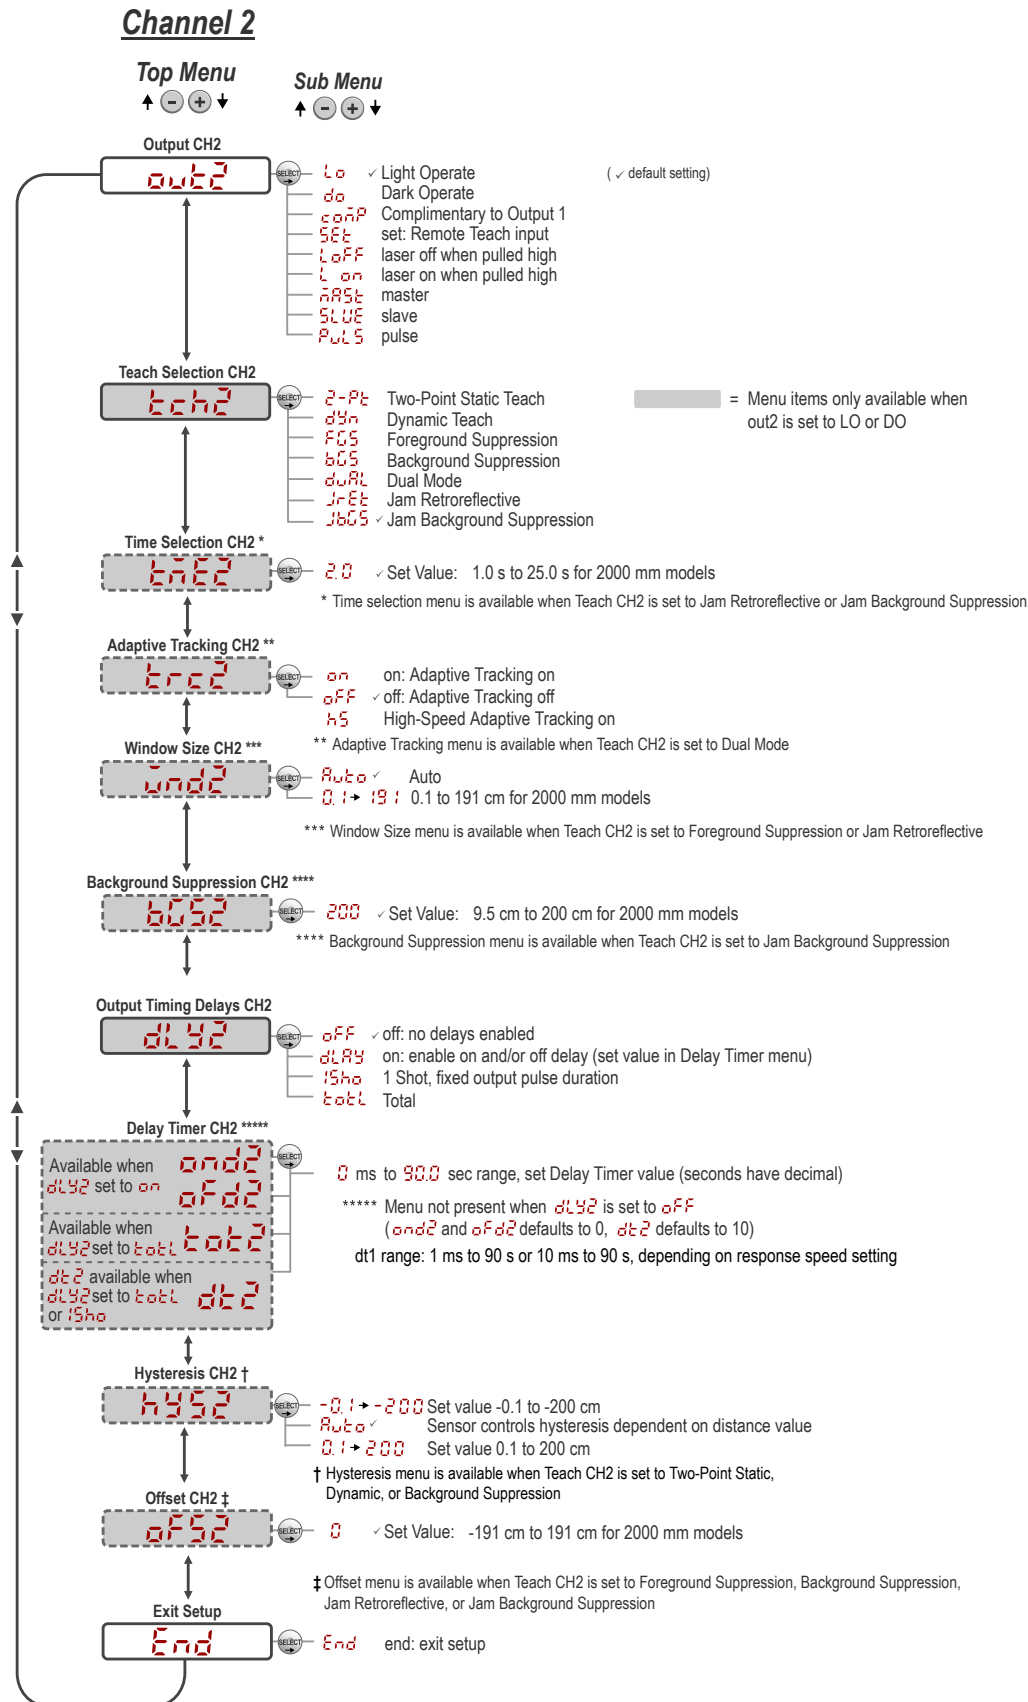 Channel 2
Top Menu
Sub Menu
- +
- +
Output CH2
out2
SELECT
Lo ✓ Light Operate
( ✓ default setting)
do Dark Operate
comP Complimentary to Output 1
SEt set: Remote Teach input
LoFF laser off when pulled high
L on laser on when pulled high
mASt master
SLUE slave
PuLS pulse
Teach Selection CH2
tch2
SELECT
2-Pt Two-Point Static Teach
dYn Dynamic Teach
FGS Foreground Suppression
bGS Background Suppression
duAL Dual Mode
JrEt Jam Retroreflective
JbGS ✓ Jam Background Suppression
= Menu items only available when
out2 is set to LO or DO
Time Selection CH2 *
tmE2
SELECT
2.0 ✓ Set Value: 1.0 s to 25.0 s for 2000 mm models
* Time selection menu is available when Teach CH2 is set to Jam Retroreflective or Jam Background Suppression
Adaptive Tracking CH2 **
trc2
SELECT
on on: Adaptive Tracking on
oFF ✓ off: Adaptive Tracking off
hS High-Speed Adaptive Tracking on
** Adaptive Tracking menu is available when Teach CH2 is set to Dual Mode
Window Size CH2 ***
wnd2
SELECT
Auto ✓ Auto
0.1 → 191 0.1 to 191 cm for 2000 mm models
*** Window Size menu is available when Teach CH2 is set to Foreground Suppression or Jam Retroreflective
Background Suppression CH2 ****
bGS2
SELECT
200 ✓ Set Value: 9.5 cm to 200 cm for 2000 mm models
**** Background Suppression menu is available when Teach CH2 is set to Jam Background Suppression
Output Timing Delays CH2
dLY2
SELECT
oFF ✓ off: no delays enabled
dLAY on: enable on and/or off delay (set value in Delay Timer menu)
1Sho 1 Shot, fixed output pulse duration
totL Total
Delay Timer CH2 *****
Available when
dLY2 set to on
ond2
oFd2
SELECT
0 ms to 90.0 sec range, set Delay Timer value (seconds have decimal)
***** Menu not present when dLY2 is set to oFF
( ond2 and oFd2 defaults to 0, dt2 defaults to 10)
dt1 range: 1 ms to 90 s or 10 ms to 90 s, depending on response speed setting
Available when
dLY2 set to totL
tot2
dt2 available when
dLY2 set to totL
or 1Sho
dt2
Hysteresis CH2 †
hYS2
SELECT
-0.1 → -200 Set value -0.1 to -200 cm
Auto ✓ Sensor controls hysteresis dependent on distance value
0.1 → 200 Set value 0.1 to 200 cm
† Hysteresis menu is available when Teach CH2 is set to Two-Point Static,
Dynamic, or Background Suppression
Offset CH2 ‡
oFS2
SELECT
0 ✓ Set Value: -191 cm to 191 cm for 2000 mm models
‡ Offset menu is available when Teach CH2 is set to Foreground Suppression, Background Suppression,
Jam Retroreflective, or Jam Background Suppression
Exit Setup
End
SELECT
End end: exit setup